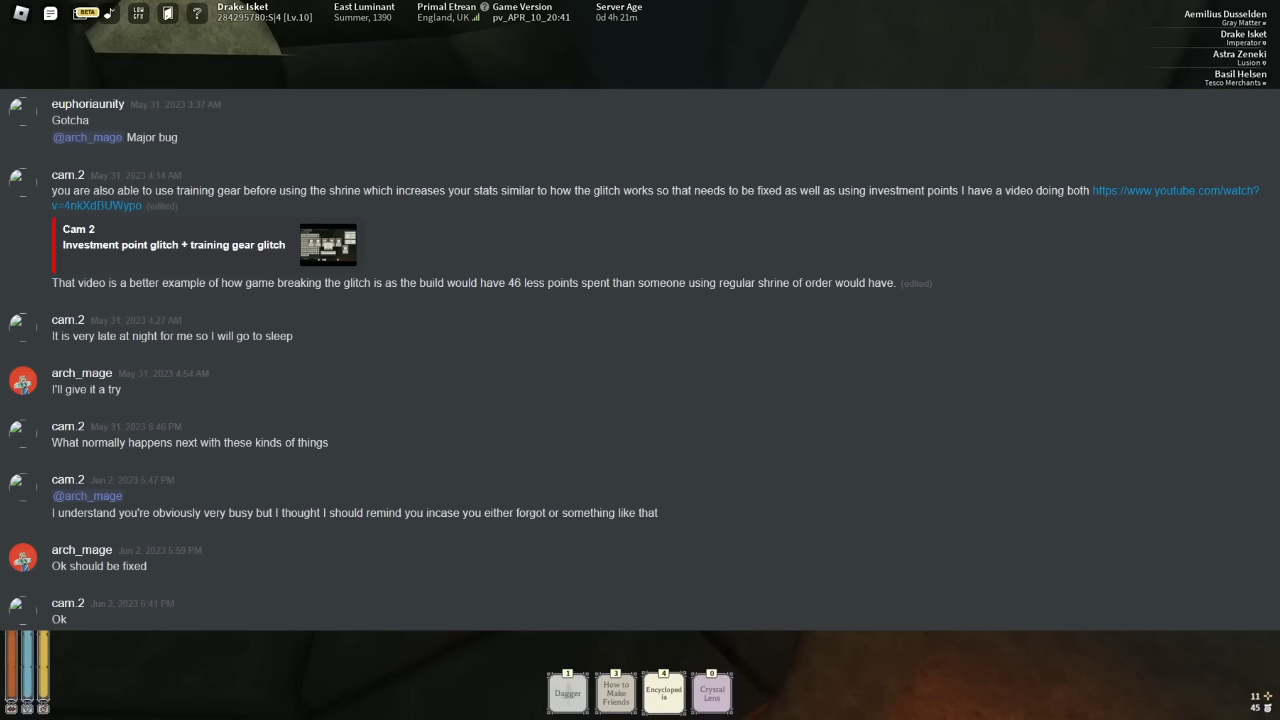 BETA
LOW
GFX
?
Drake Isket
284295780:S|4 [Lv.10]
East Luminant
Summer, 1390
Primal Etrean
England, UK
? Game Version
pv_APR_10_20:41
Server Age
0d 4h 21m
Aemilius Dusselden
Gray Matter
Drake Isket
Imperator
Astra Zeneki
Lusion
Basil Helsen
Tesco Merchants
euphoriaunity May 31, 2023 3:37 AM
Gotcha
@arch_mage Major bug
cam.2 May 31, 2023 4:14 AM
you are also able to use training gear before using the shrine which increases your stats similar to how the glitch works so that needs to be fixed as well as using investment points I have a video doing both https://www.youtube.com/watch?
v=4nkXdBUWypo (edited)
Cam 2
Investment point glitch + training gear glitch
That video is a better example of how game breaking the glitch is as the build would have 46 less points spent than someone using regular shrine of order would have. (edited)
cam.2 May 31, 2023 4:27 AM
It is very late at night for me so I will go to sleep
arch_mage May 31, 2023 4:54 AM
I'll give it a try
cam.2 May 31, 2023 6:46 PM
What normally happens next with these kinds of things
cam.2 Jun 2, 2023 5:47 PM
@arch_mage
I understand you're obviously very busy but I thought I should remind you incase you either forgot or something like that
arch_mage Jun 2, 2023 5:59 PM
Ok should be fixed
cam.2 Jun 2, 2023 6:41 PM
Ok
1
Dagger
3
How to
Make
Friends
4
Encycloped
ia
0
Crystal
Lens
11
45